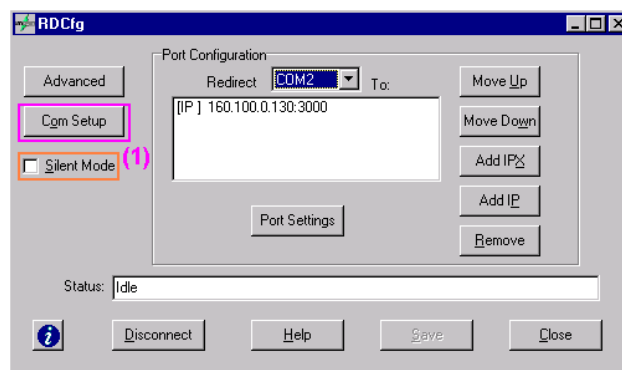 RDCfg
Port Configuration
Advanced
Redirect COM2 To:
Move Up
[IP ] 160.100.0.130:3000
Com Setup
Move Down
Silent Mode (1)
Add IPX
Add IP
Port Settings
Remove
Status: Idle
Disconnect
Help
Save
Close